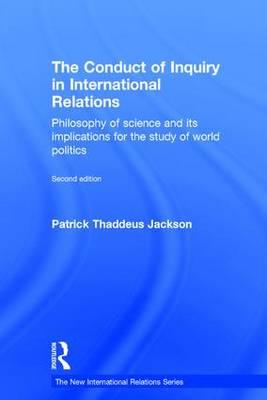 The Conduct of Inquiry
in International
Relations
Philosophy of science and its
implications for the study of world
politics
Second edition
Patrick Thaddeus Jackson
ROUTLEDGE
The New International Relations Series